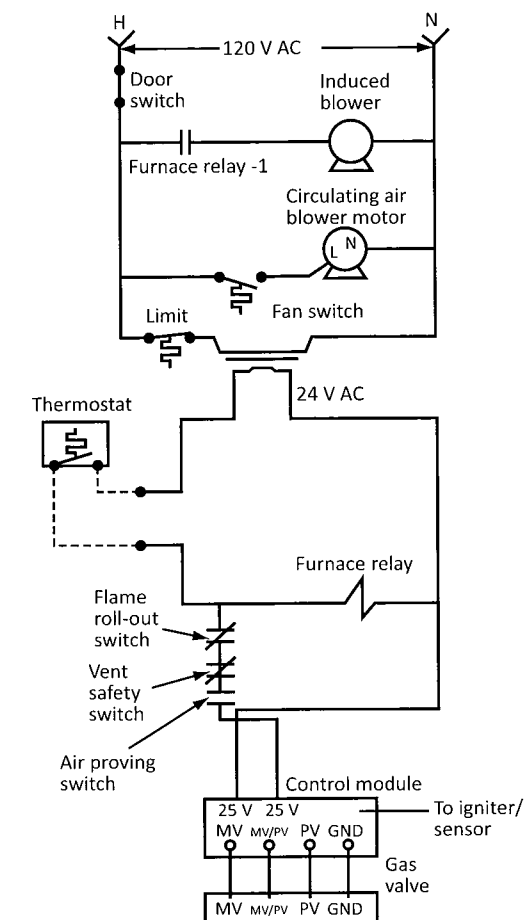 H
N
120 V AC
Door
switch
Induced
blower
Furnace relay -1
Circulating air
blower motor
L N
Limit
Fan switch
24 V AC
Thermostat
Furnace relay
Flame
roll-out
switch
Vent
safety
switch
Air proving
switch
Control module
25 V 25 V
MV MV/PV PV GND
To igniter/
sensor
Gas
valve
MV MV/PV PV GND